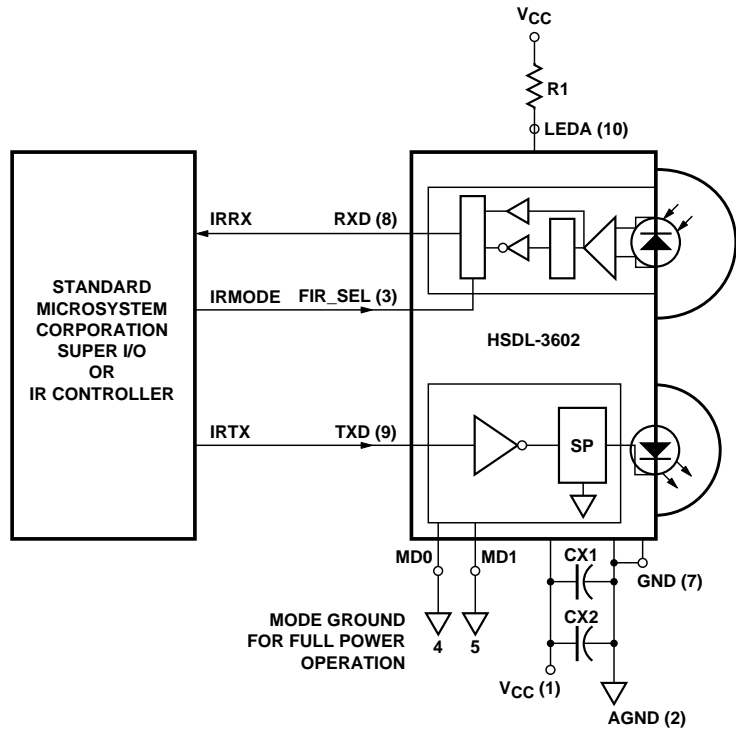 VCC
R1
LEDA (10)
IRRX
RXD (8)
STANDARD
MICROSYSTEM
CORPORATION
SUPER I/O
OR
IR CONTROLLER
IRMODE
FIR_SEL (3)
HSDL-3602
IRTX
TXD (9)
SP
MD0
MD1
CX1
GND (7)
MODE GROUND
FOR FULL POWER
OPERATION
4
5
CX2
VCC (1)
AGND (2)